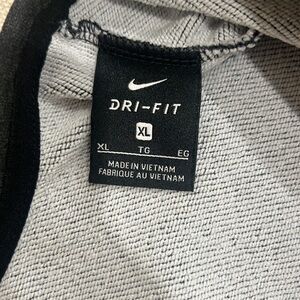 DRI-FIT
XL
XL TG EG
MADE IN VIETNAM
FABRIQUE AU VIETNAM